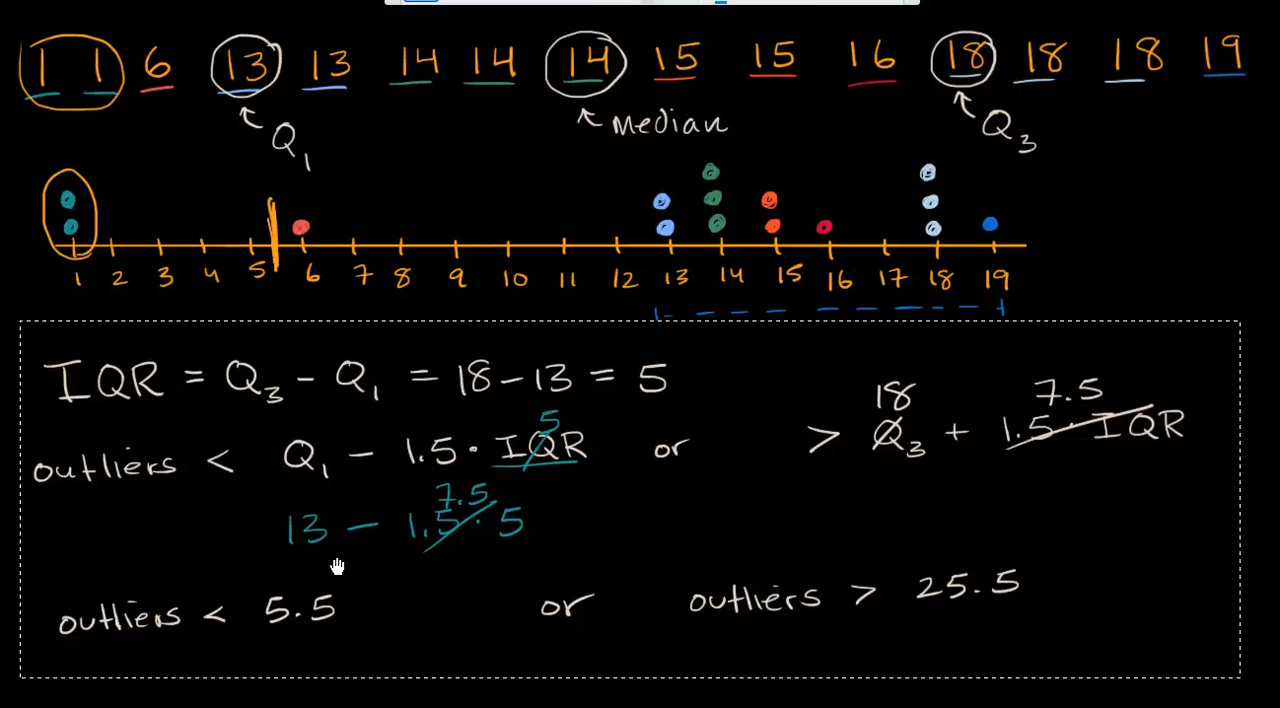 1 1 6 13 13 14 14 14 15 15 16 18 18 18 19
Q1
Median
Q3
1 2 3 4 5 6 7 8 9 10 11 12 13 14 15 16 17 18 19
IQR = Q3 - Q1 = 18 - 13 = 5
5 18 7.5
outliers < Q1 - 1.5 · IQR or > Q3 + 1.5 · IQR
7.5
13 - 1.5 · 5
outliers < 5.5 or outliers > 25.5